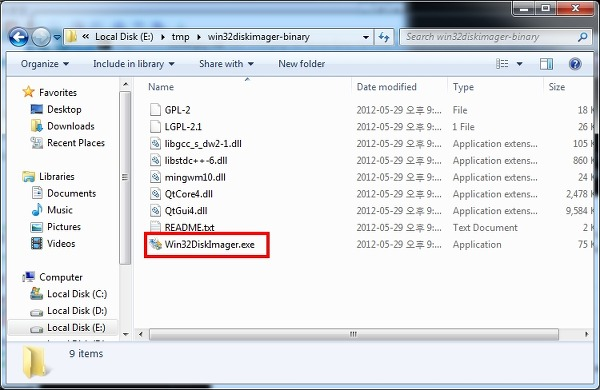 « Local Disk (E:) ▸ tmp ▸ win32diskimager-binary
Search win32diskimager-binary
Organize Include in library Share with New folder
Name Date modified Type Size
Favorites
Desktop
Downloads
Recent Places
Libraries
Documents
Music
Pictures
Videos
Computer
Local Disk (C:)
Local Disk (D:)
Local Disk (E:)
GPL-2 2012-05-29 오후 9:... File 18 K
LGPL-2.1 2012-05-29 오후 9:... 1 File 26 K
libgcc_s_dw2-1.dll 2012-05-29 오후 9:... Application extens... 105 K
libstdc++-6.dll 2012-05-29 오후 9:... Application extens... 860 K
mingwm10.dll 2012-05-29 오후 9:... Application extens... 24 K
QtCore4.dll 2012-05-29 오후 9:... Application extens... 2,478 K
QtGui4.dll 2012-05-29 오후 9:... Application extens... 9,584 K
README.txt 2012-05-29 오후 9:... Text Document 2 K
Win32DiskImager.exe 2012-05-29 오후 9:... Application 75 K
9 items